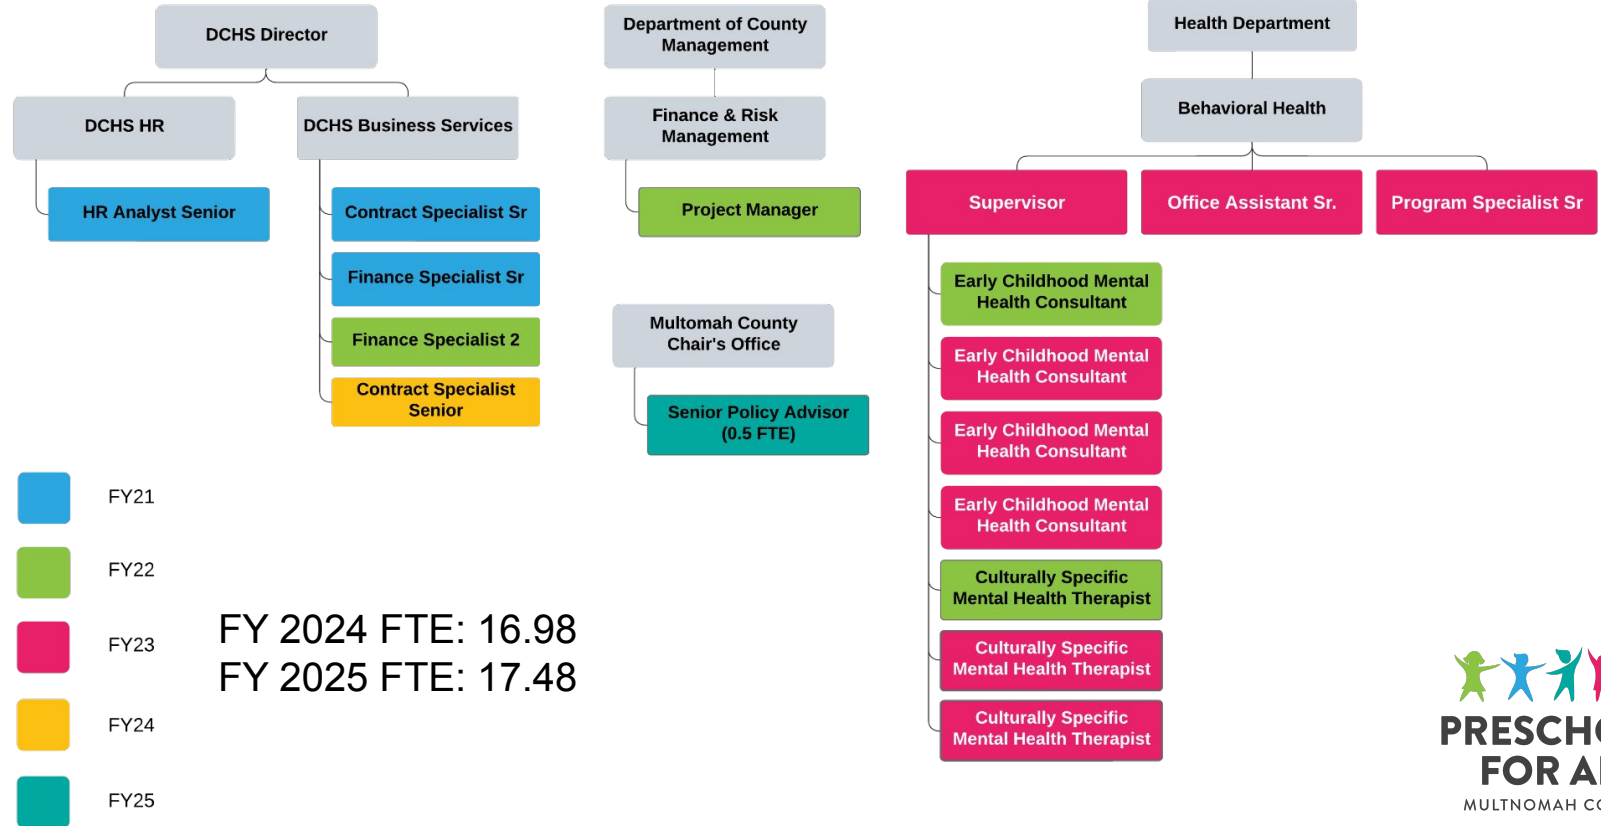 DCHS Director
DCHS HR
DCHS Business Services
HR Analyst Senior
Contract Specialist Sr
Finance Specialist Sr
Finance Specialist 2
Contract Specialist
Senior
Department of County
Management
Finance & Risk
Management
Project Manager
Multomah County
Chair's Office
Senior Policy Advisor
(0.5 FTE)
Health Department
Behavioral Health
Supervisor
Office Assistant Sr.
Program Specialist Sr
Early Childhood Mental
Health Consultant
Early Childhood Mental
Health Consultant
Early Childhood Mental
Health Consultant
Early Childhood Mental
Health Consultant
Culturally Specific
Mental Health Therapist
Culturally Specific
Mental Health Therapist
Culturally Specific
Mental Health Therapist
FY21
FY22
FY23
FY24
FY25
FY 2024 FTE: 16.98
FY 2025 FTE: 17.48
FOR
MULTNOMAH